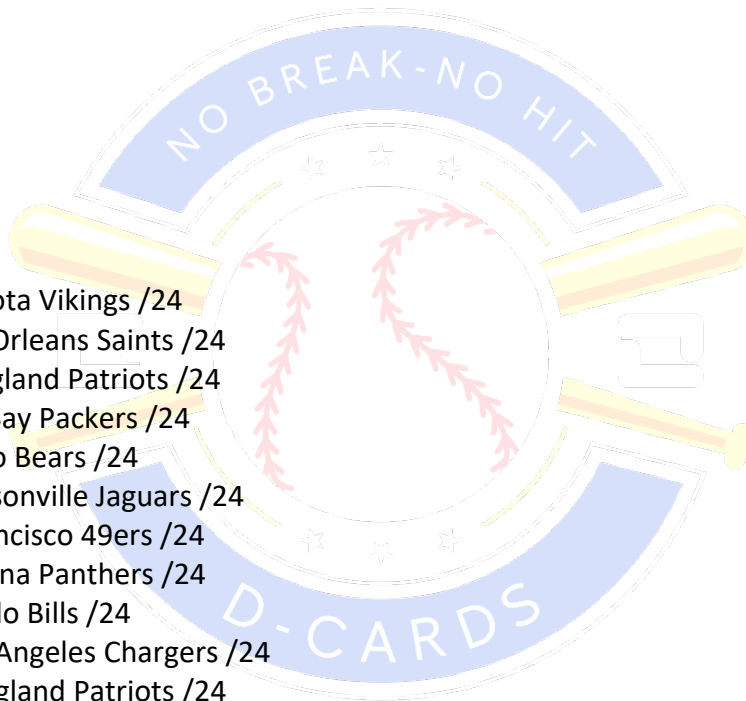 NO BREAK-NO HIT
ota Vikings /24
Orleans Saints /24
gland Patriots /24
Bay Packers /24
o Bears /24
sonville Jaguars /24
ncisco 49ers /24
na Panthers /24
lo Bills /24
Angeles Chargers /24
gland Patriots /24
D-CARDS